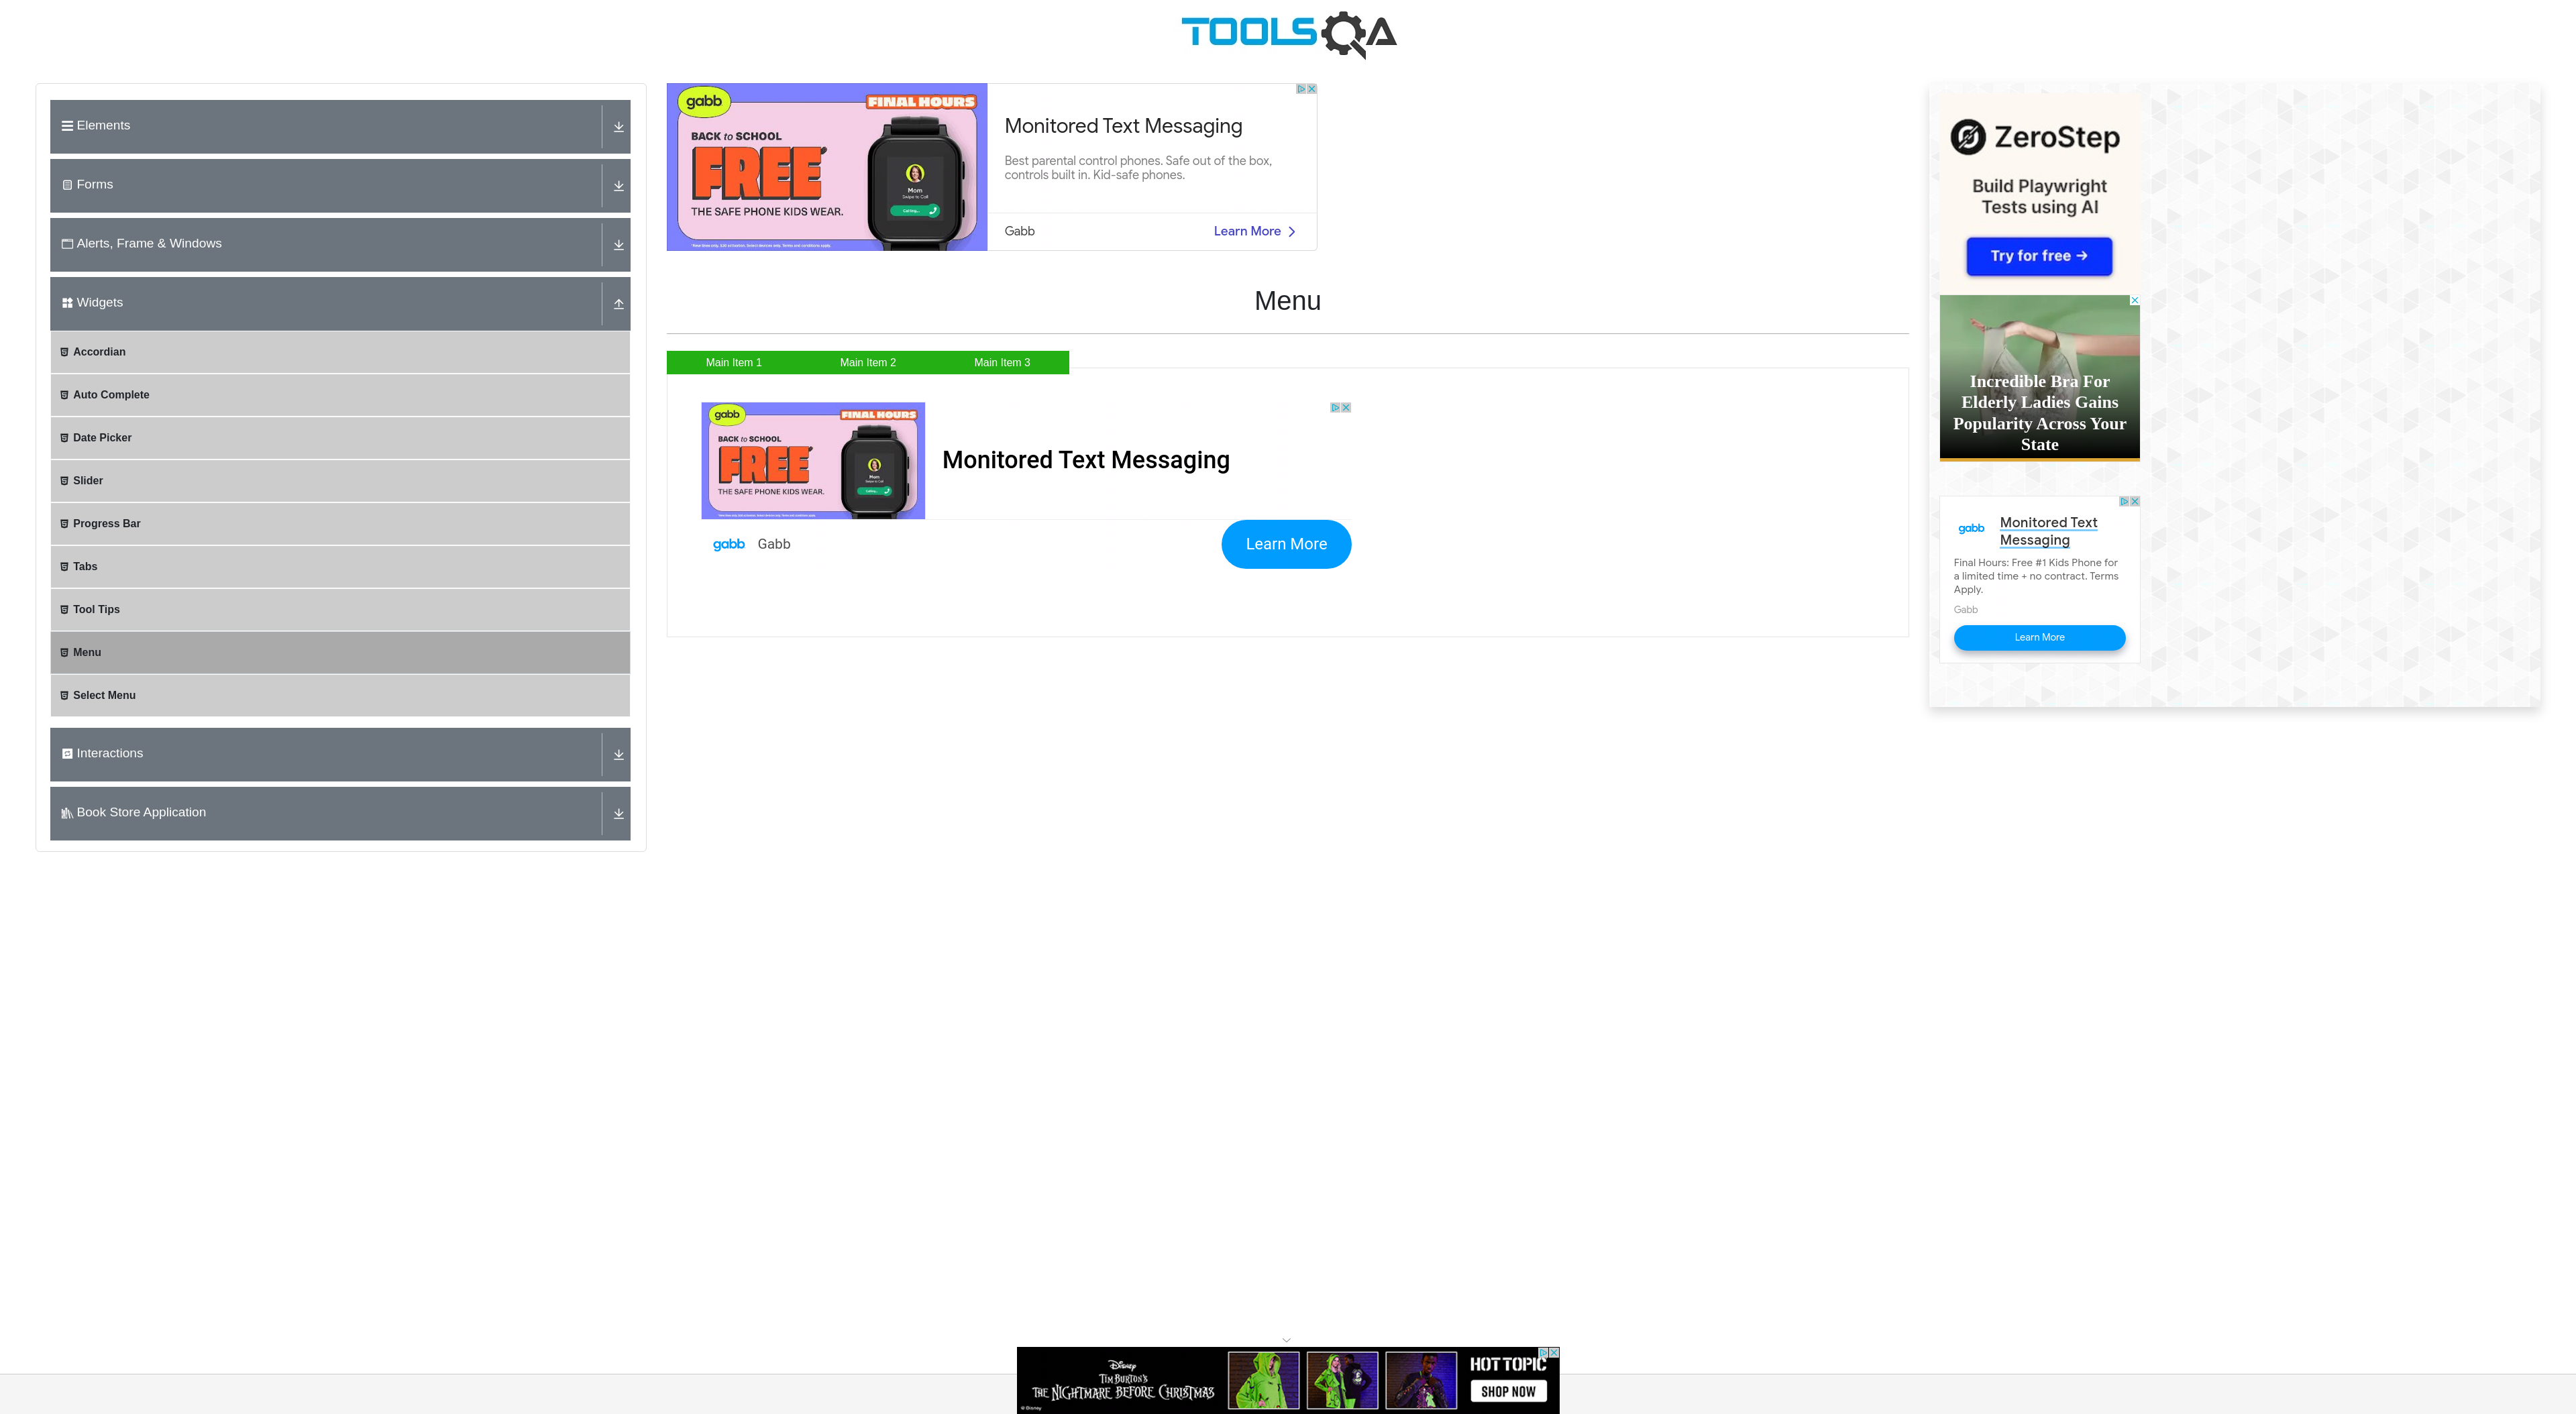 TOOLSQA
Elements
Forms
Alerts, Frame & Windows
Widgets
Accordian
Auto Complete
Date Picker
Slider
Progress Bar
Tabs
Tool Tips
Menu
Select Menu
Interactions
Book Store Application
gabb
FINAL HOURS
BACK to SCHOOL
FREE*
THE SAFE PHONE KIDS WEAR.
Mom
Swipe to Call
Calling...
Monitored Text Messaging
Best parental control phones. Safe out of the box,
controls built in. Kid-safe phones.
Gabb
Learn More
Menu
Main Item 1
Main Item 2
Main Item 3
gabb
FINAL HOURS
BACK to SCHOOL
FREE*
THE SAFE PHONE KIDS WEAR.
Mom
Monitored Text Messaging
gabb
Gabb
Learn More
ZeroStep
Build Playwright
Tests using AI
Try for free →
Incredible Bra For
Elderly Ladies Gains
Popularity Across Your
State
gabb
Monitored Text
Messaging
Final Hours: Free #1 Kids Phone for
a limited time + no contract. Terms
Apply.
Gabb
Learn More
Disney
TIM BURTON'S
THE NIGHTMARE BEFORE CHRISTMAS
© Disney
HOT TOPIC
SHOP NOW